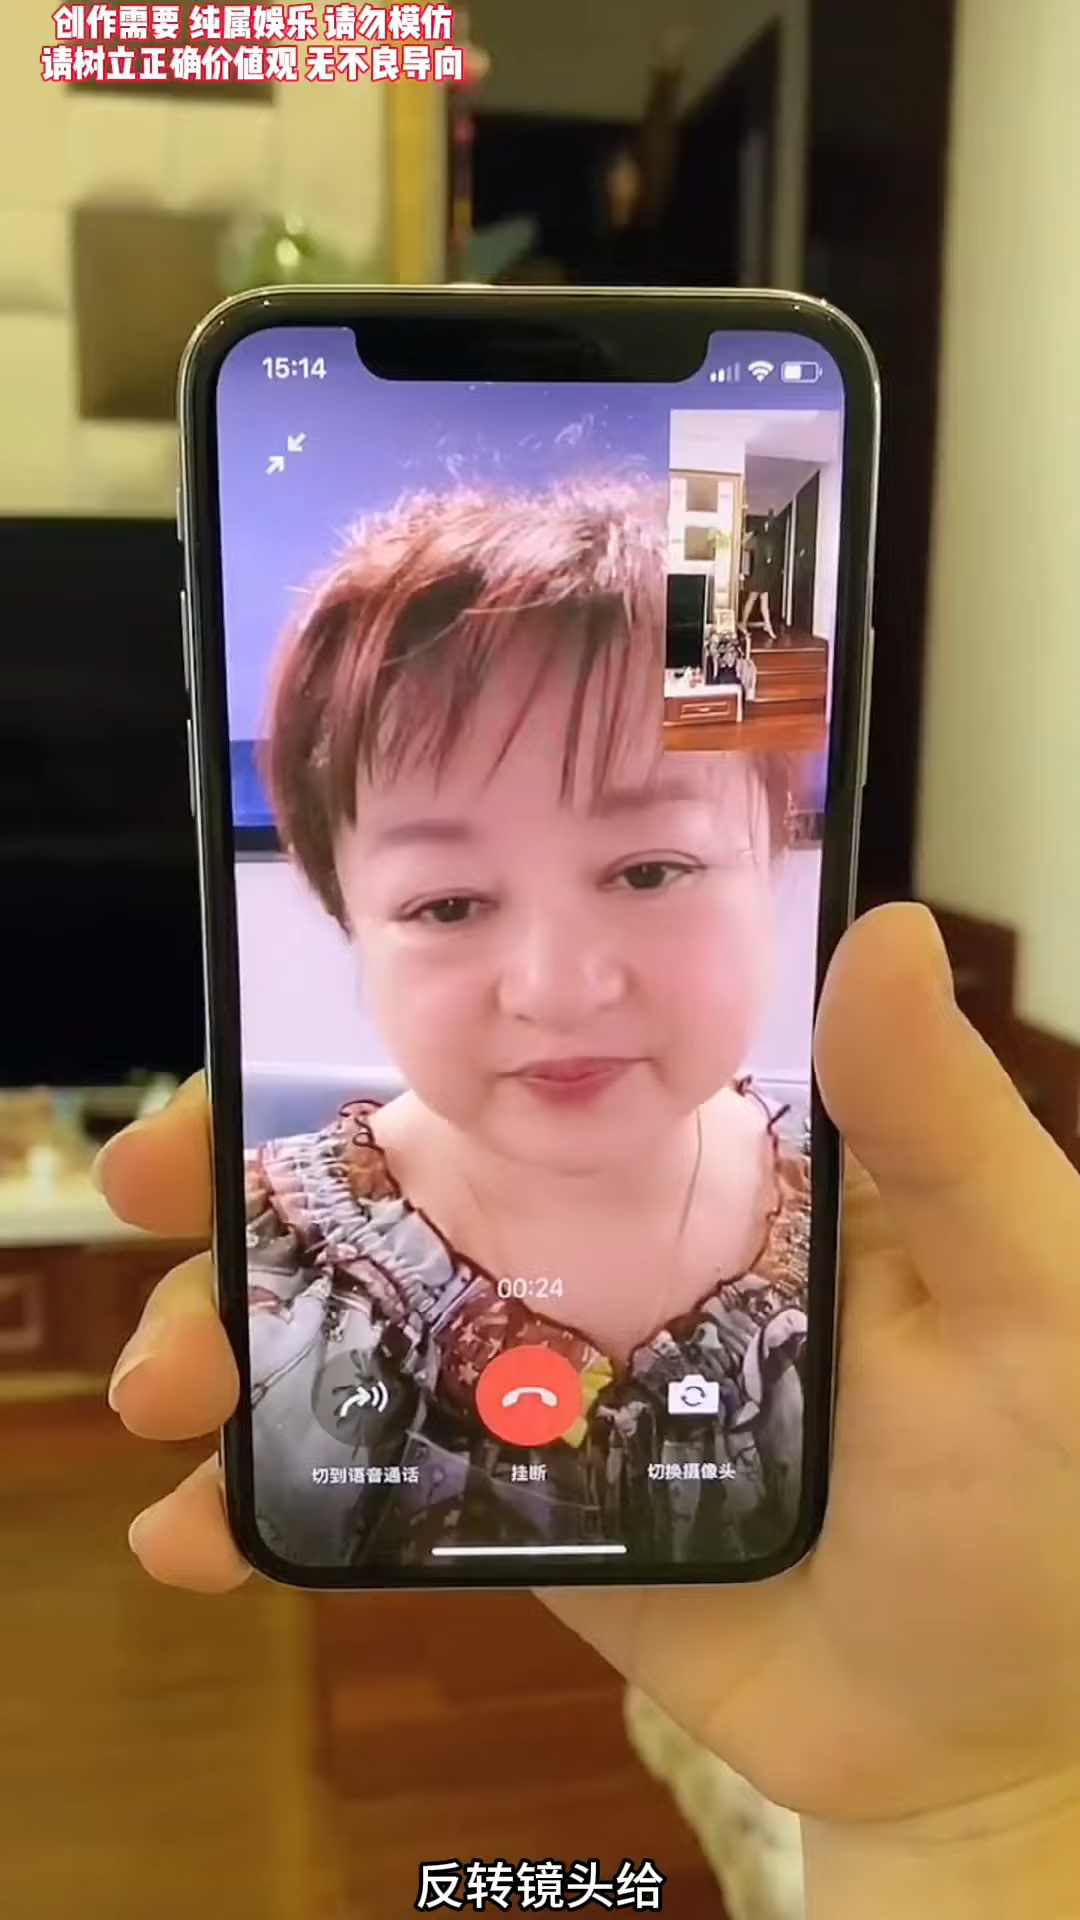 创作需要 纯属娱乐 请勿模仿
请树立正确价值观 无不良导向
15:14
00:24
切到语音通话
挂断
切换摄像头
反转镜头给